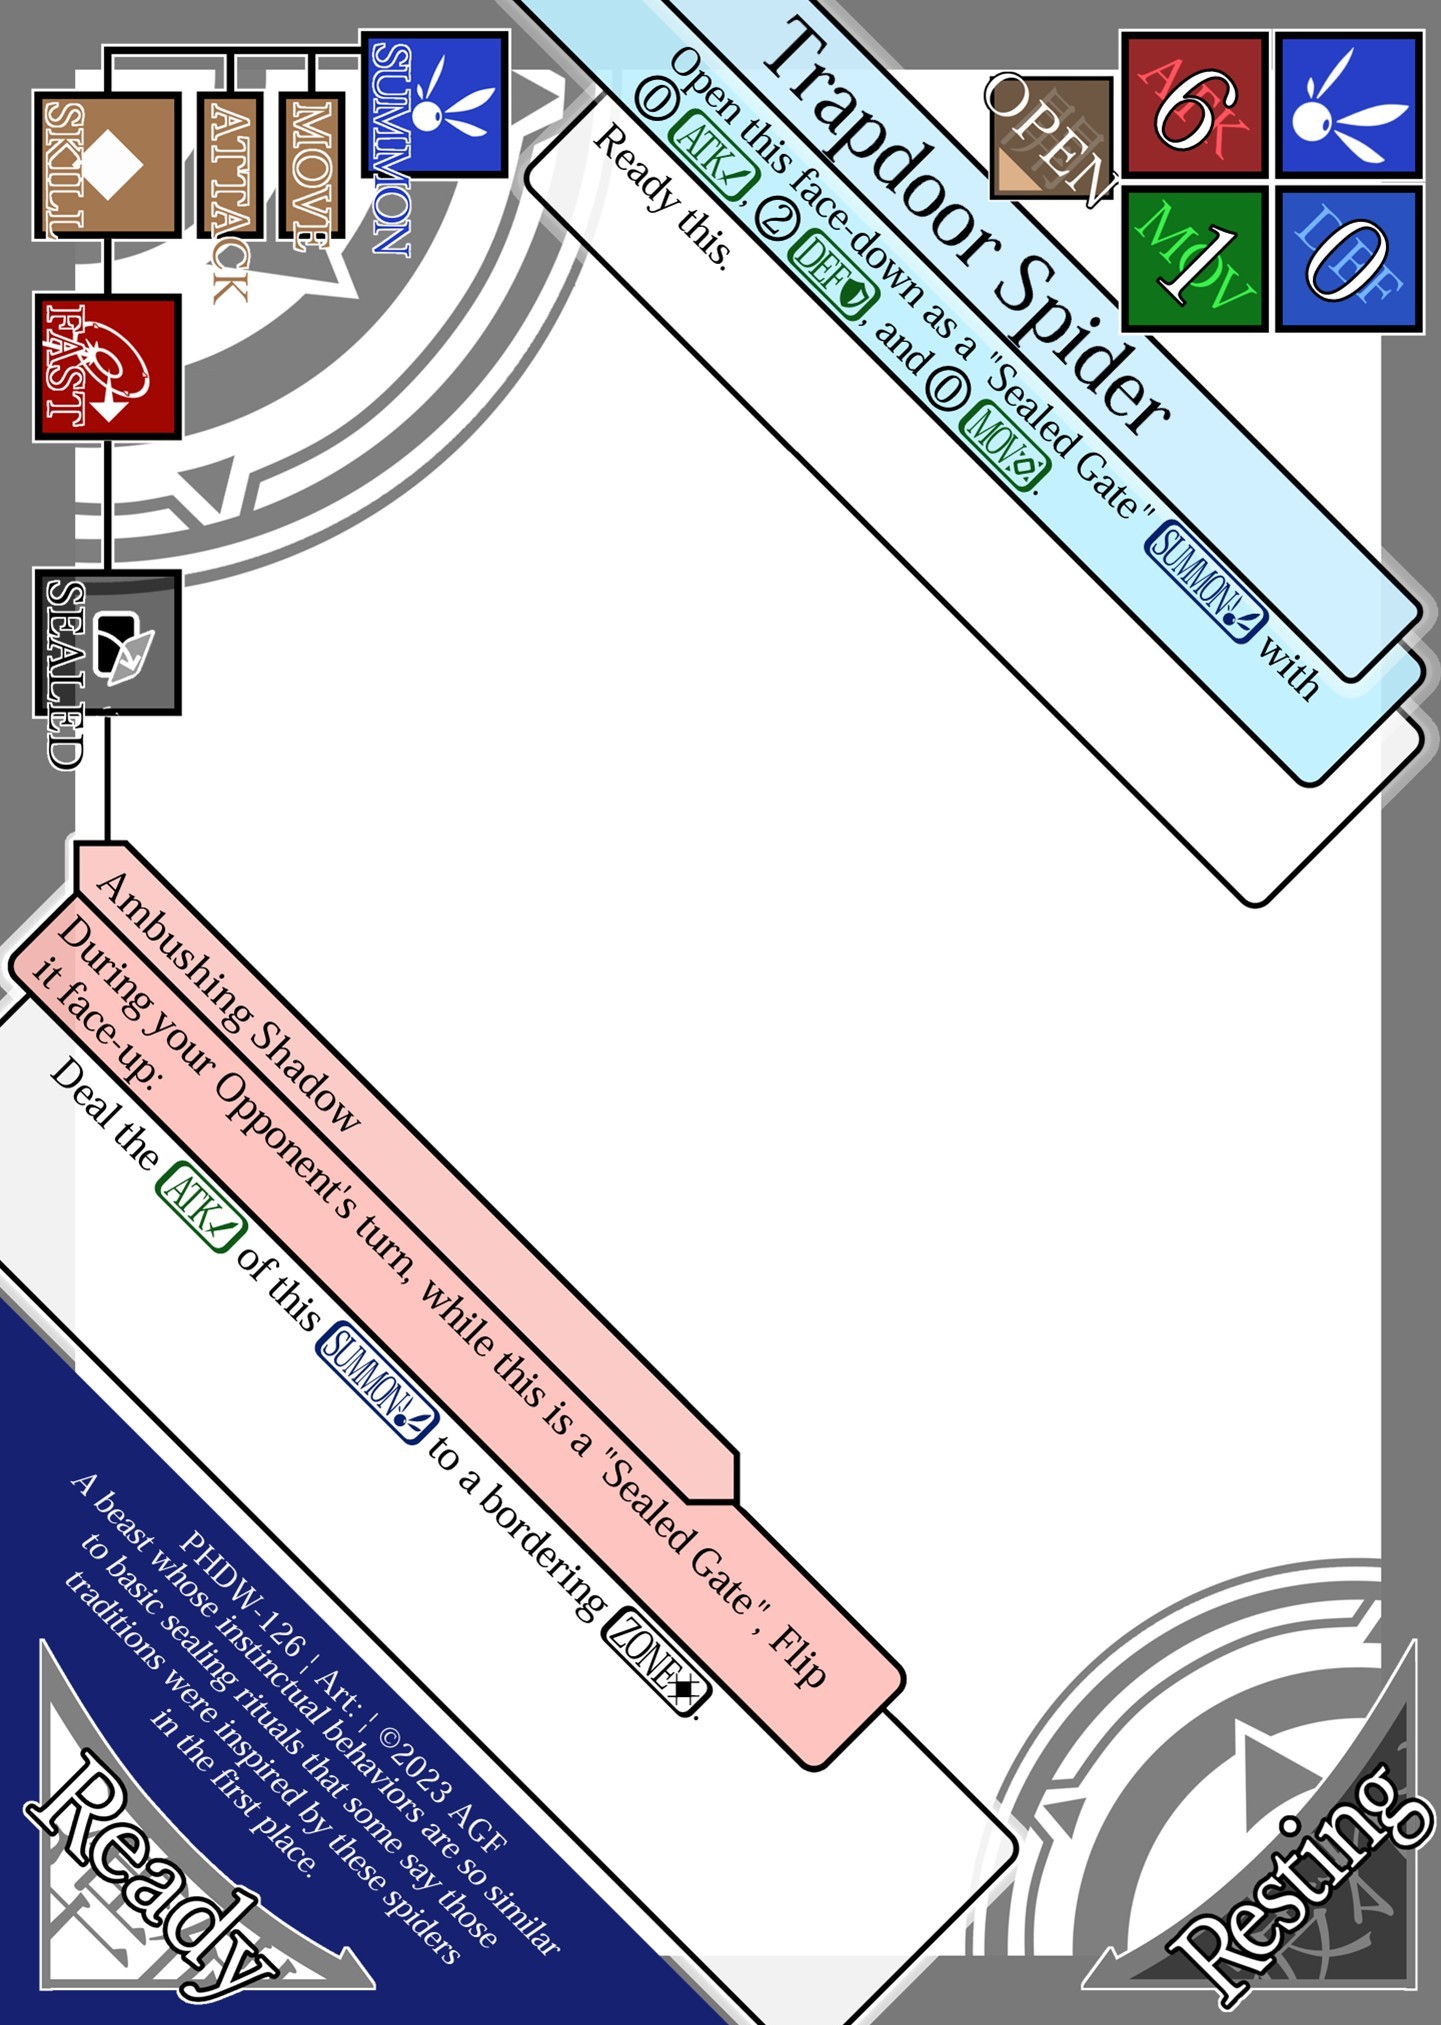 SUMMON
MOVE
ATTACK
SKILL
FAST
SEALED
Trapdoor Spider
OPEN
開
ATK
6
DEF
0
MOV
1
Open this face-down as a "Sealed Gate" SUMMON with
⓪ ATK, ② DEF, and ⓪ MOV.
Ready this.
Ambushing Shadow
During your Opponent's turn, while this is a "Sealed Gate", Flip
it face-up:
Deal the ATK of this SUMMON to a bordering ZONE.
PHDW-126 ¦ Art: ¦ ©2023 AGF
A beast whose instinctual behaviors are so similar
to basic sealing rituals that some say those
traditions were inspired by these spiders
in the first place.
Ready
Resting